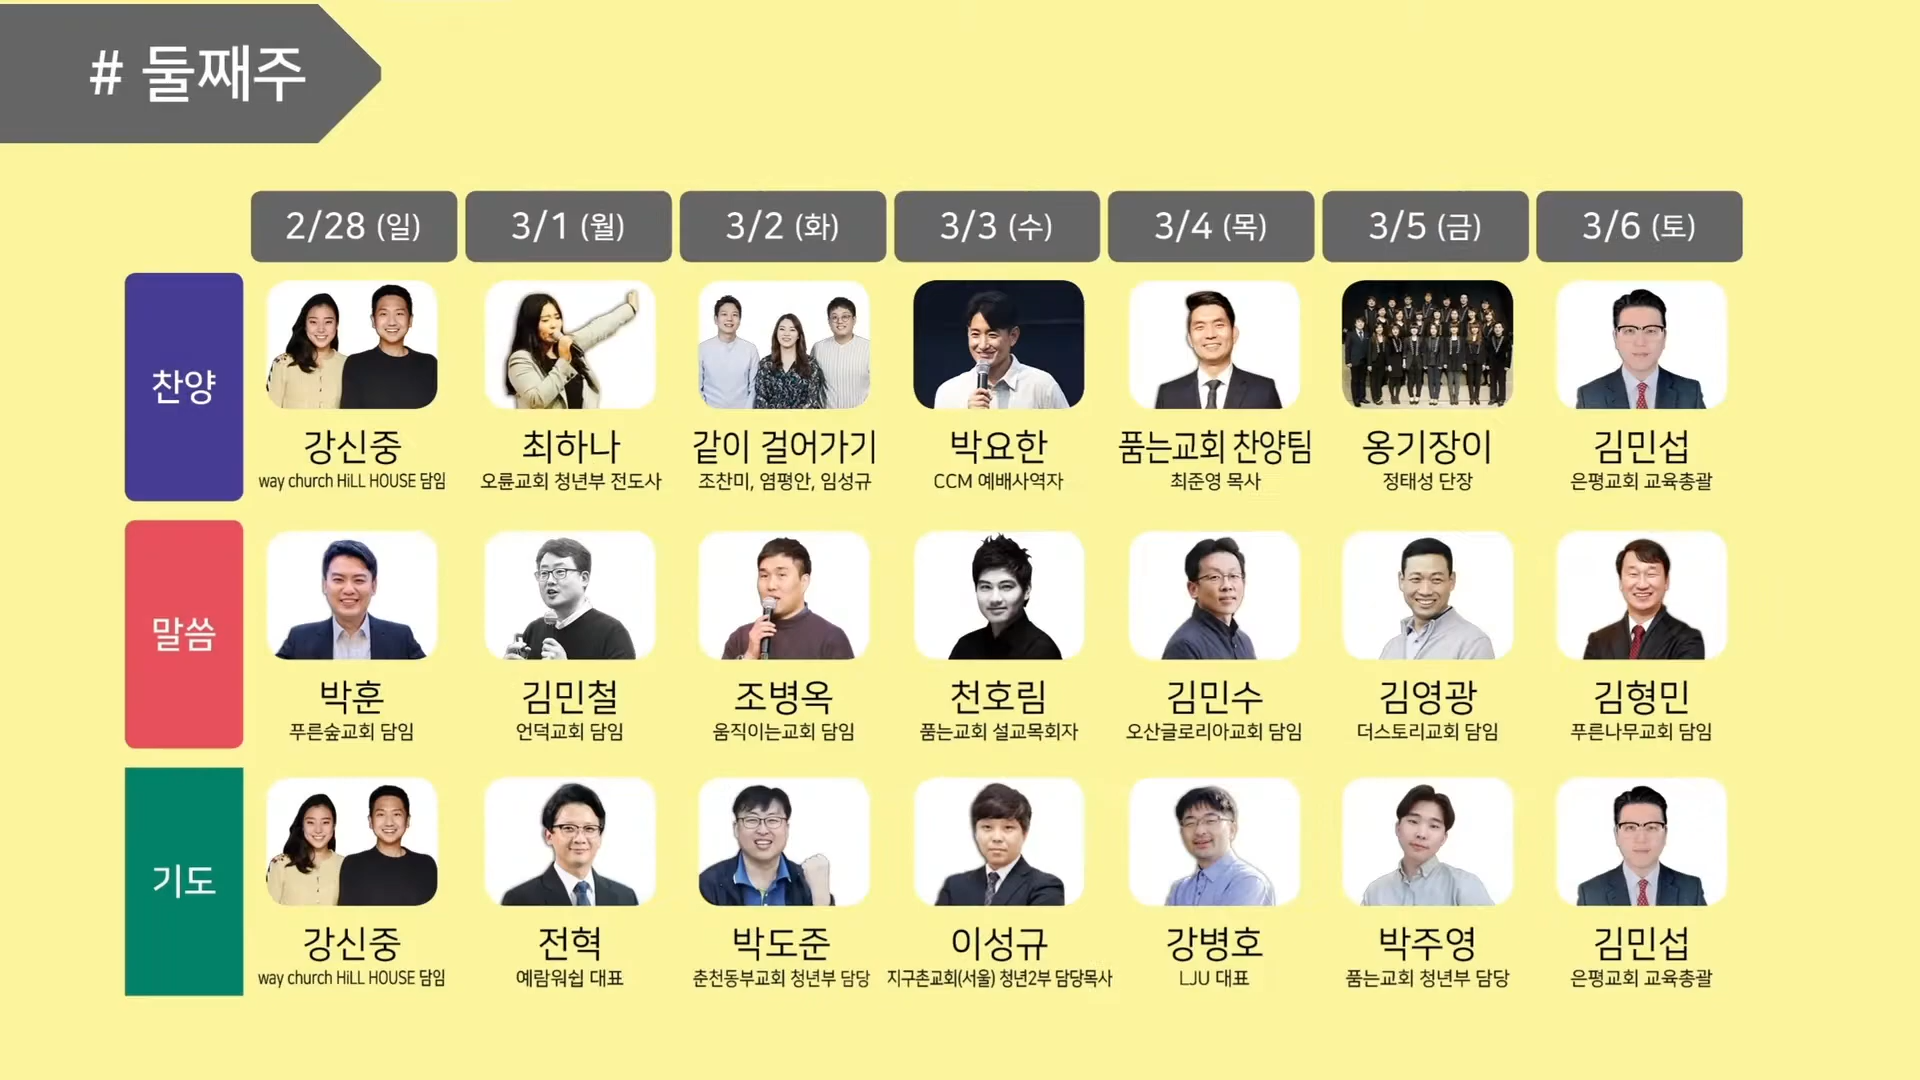 # 둘째주
2/28 (일)
3/1 (월)
3/2 (화)
3/3 (수)
3/4 (목)
3/5 (금)
3/6 (토)
찬양
강신중
way church HiLL HOUSE 담임
최하나
오륜교회 청년부 전도사
같이 걸어가기
조찬미, 염평안, 임성규
박요한
CCM 예배사역자
품는교회 찬양팀
최준영 목사
옹기장이
정태성 단장
김민섭
은평교회 교육총괄
말씀
박훈
푸른숲교회 담임
김민철
언덕교회 담임
조병옥
움직이는교회 담임
천호림
품는교회 설교목회자
김민수
오산글로리아교회 담임
김영광
더스토리교회 담임
김형민
푸른나무교회 담임
기도
강신중
way church HiLL HOUSE 담임
전혁
예람워쉽 대표
박도준
춘천동부교회 청년부 담당
이성규
지구촌교회(서울) 청년2부 담당목사
강병호
LJU 대표
박주영
품는교회 청년부 담당
김민섭
은평교회 교육총괄